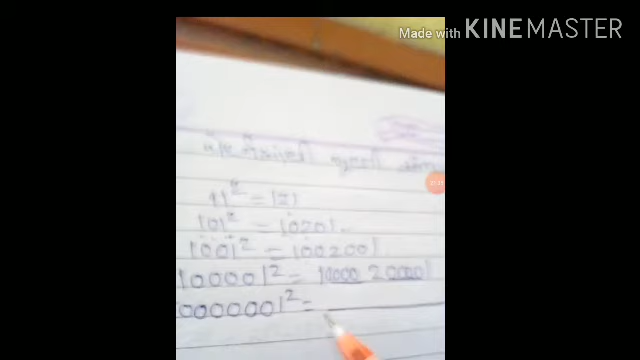 Made with KINEMASTER
11² = 121
101² = 10201
1001² = 1002001
100001² = 10000200001
0000001² =